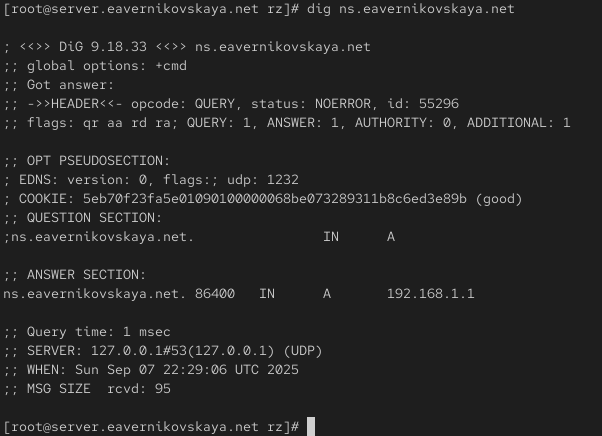 [root@server.eavernikovskaya.net rz]# dig ns.eavernikovskaya.net
; <<>> DiG 9.18.33 <<>> ns.eavernikovskaya.net
;; global options: +cmd
;; Got answer:
;; ->>HEADER<<- opcode: QUERY, status: NOERROR, id: 55296
;; flags: qr aa rd ra; QUERY: 1, ANSWER: 1, AUTHORITY: 0, ADDITIONAL: 1
;; OPT PSEUDOSECTION:
; EDNS: version: 0, flags:; udp: 1232
; COOKIE: 5eb70f23fa5e01090100000068be073289311b8c6ed3e89b (good)
;; QUESTION SECTION:
;ns.eavernikovskaya.net. IN A
;; ANSWER SECTION:
ns.eavernikovskaya.net. 86400 IN A 192.168.1.1
;; Query time: 1 msec
;; SERVER: 127.0.0.1#53(127.0.0.1) (UDP)
;; WHEN: Sun Sep 07 22:29:06 UTC 2025
;; MSG SIZE  rcvd: 95
[root@server.eavernikovskaya.net rz]#